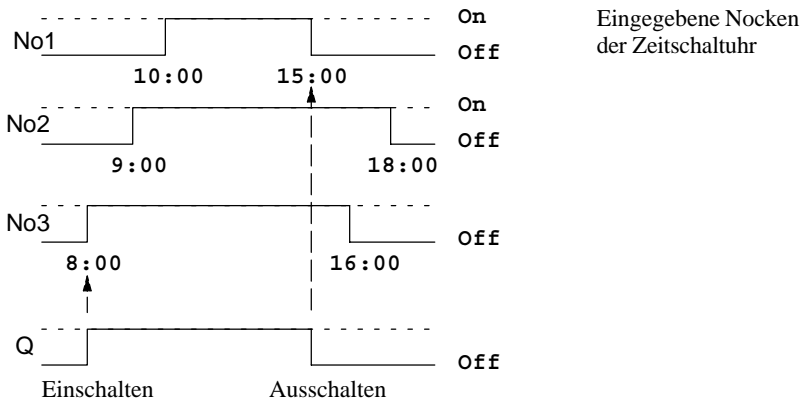 No1
On
Off
10:00 15:00
Eingegebene Nocken
der Zeitschaltuhr
No2
On
Off
9:00 18:00
No3
Off
8:00 16:00
Q
Off
Einschalten Ausschalten